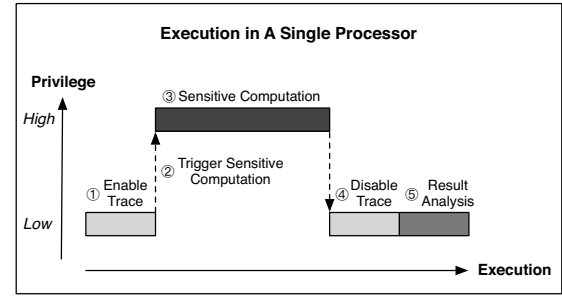 Execution in A Single Processor
Privilege
High
③ Sensitive Computation
② Trigger Sensitive
Computation
① Enable
Trace
④ Disable
Trace
⑤ Result
Analysis
Low
Execution